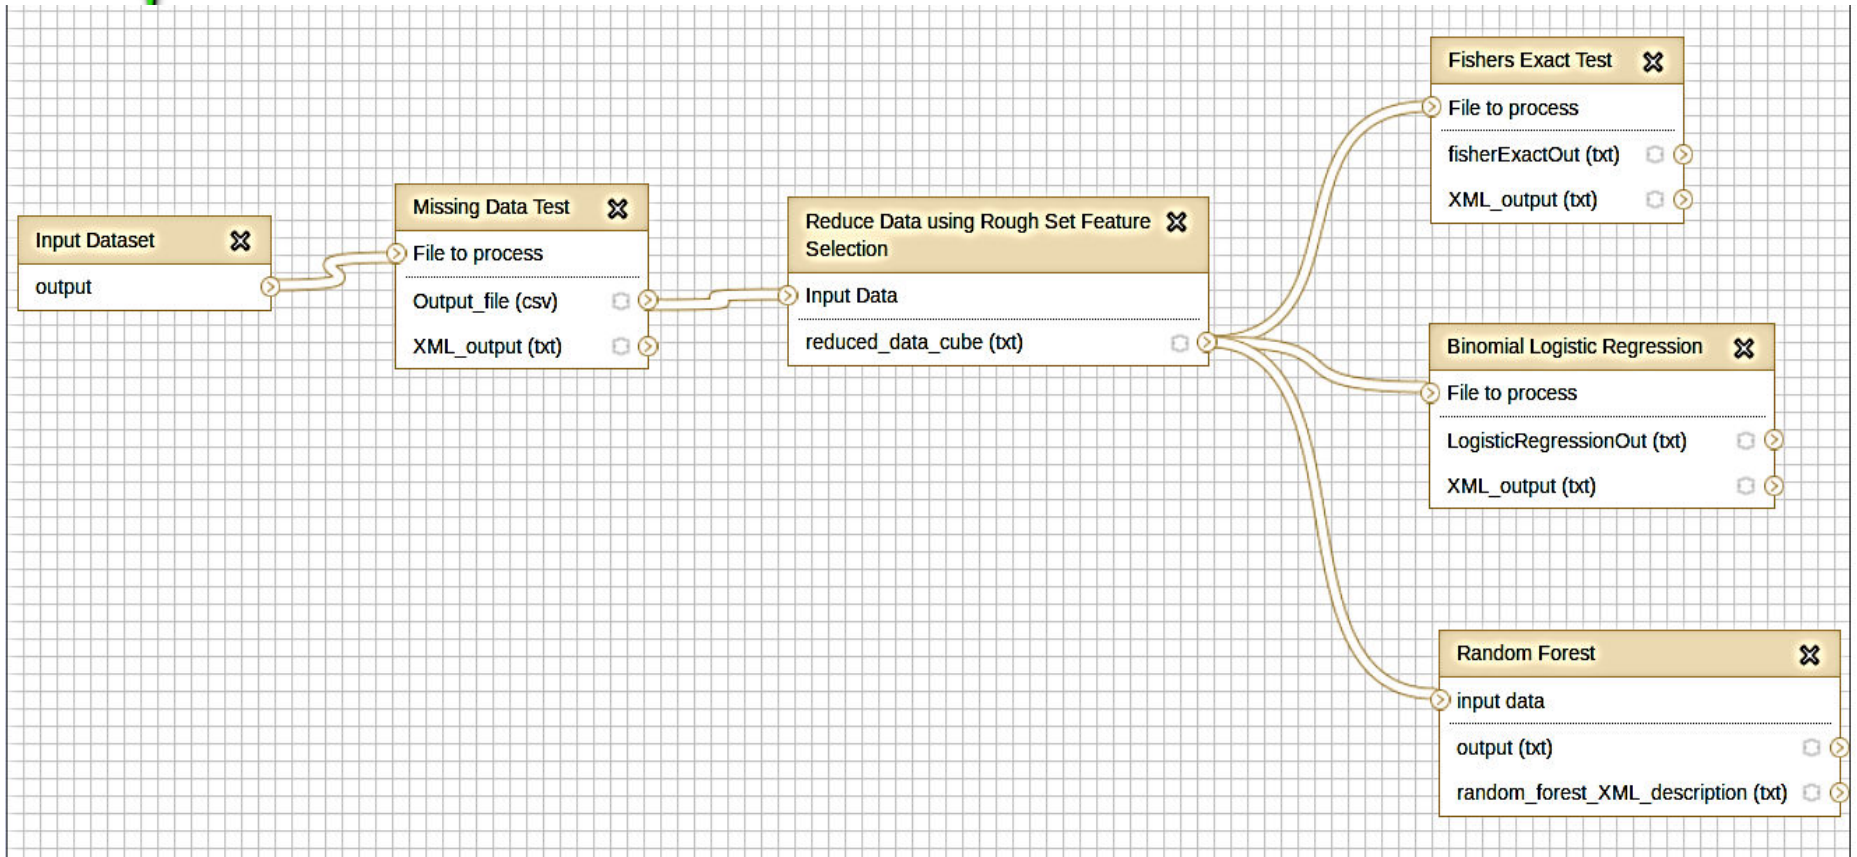 Input Dataset
output
Missing Data Test
File to process
Output_file (csv)
XML_output (txt)
Reduce Data using Rough Set Feature
Selection
Input Data
reduced_data_cube (txt)
Fishers Exact Test
File to process
fisherExactOut (txt)
XML_output (txt)
Binomial Logistic Regression
File to process
LogisticRegressionOut (txt)
XML_output (txt)
Random Forest
input data
output (txt)
random_forest_XML_description (txt)